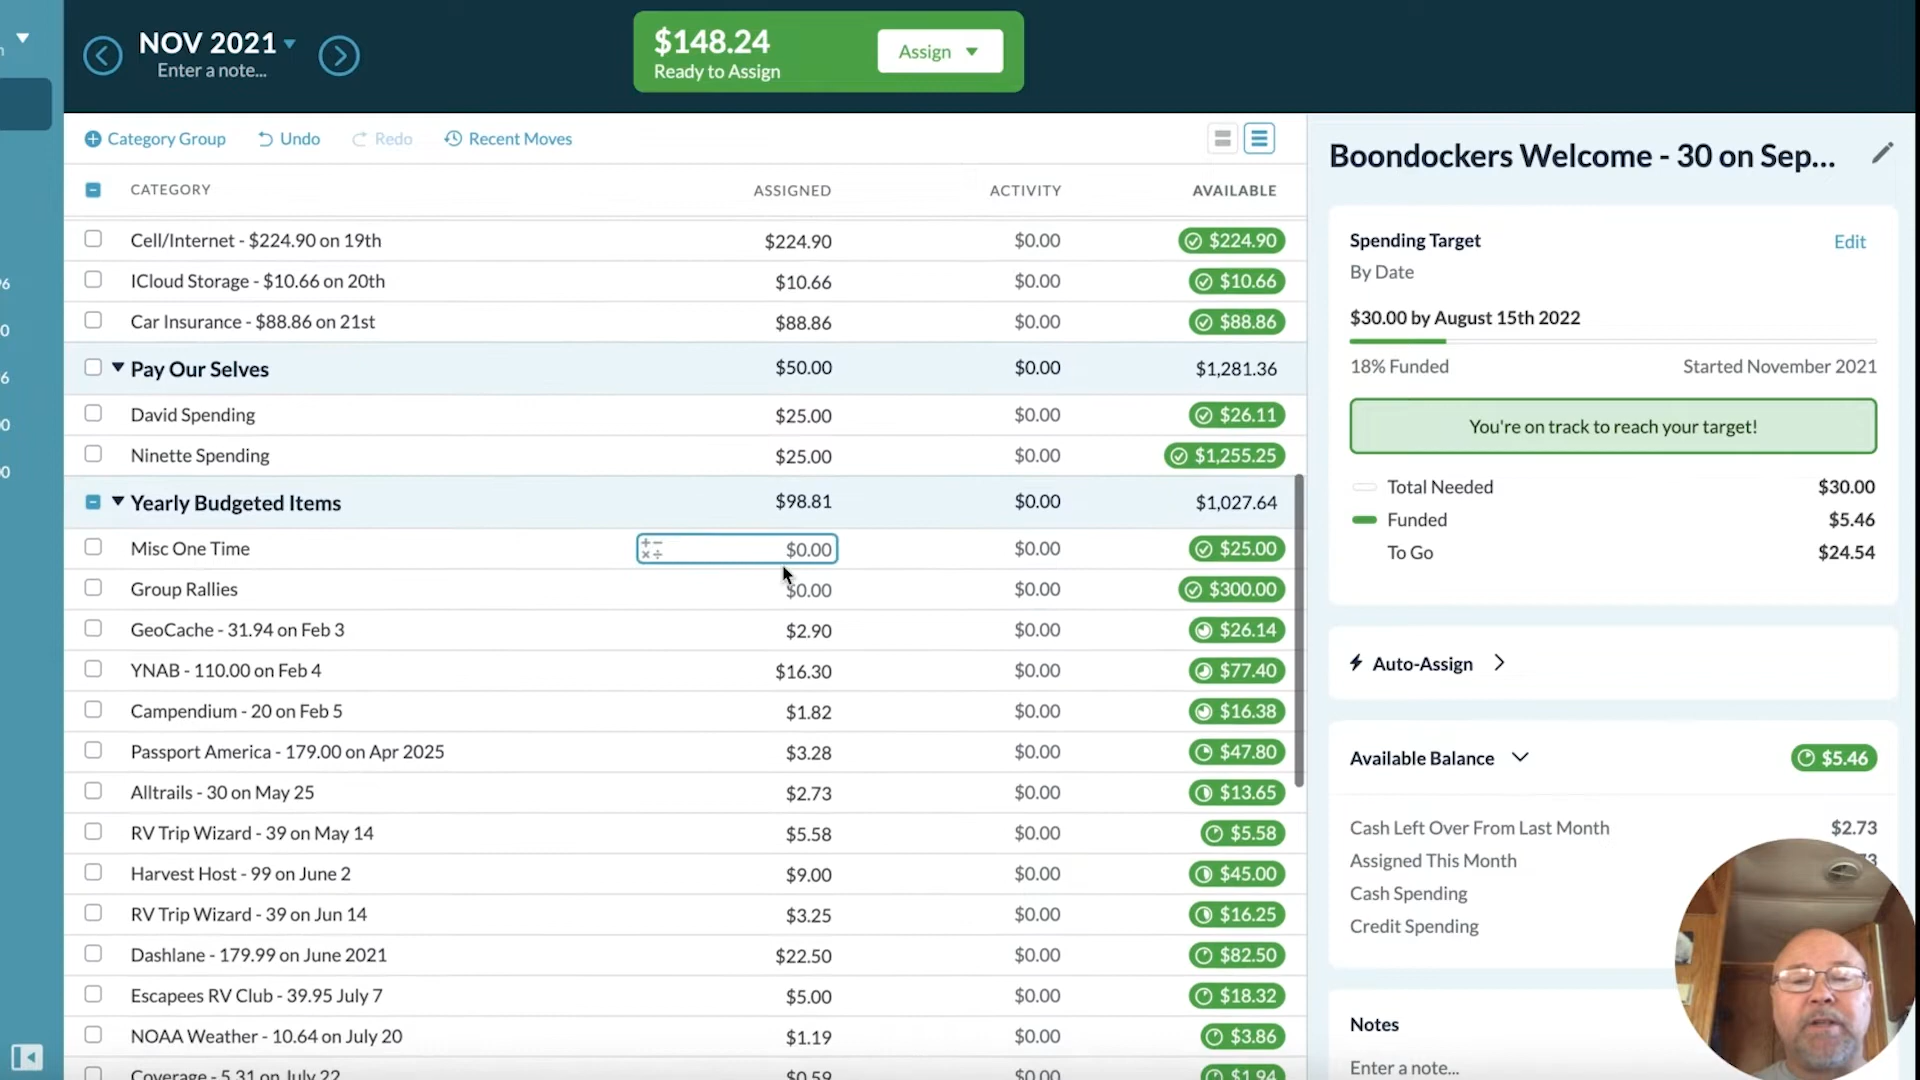 NOV 2021
Enter a note...
$148.24
Ready to Assign
Assign
Category Group Undo Redo Recent Moves
CATEGORY ASSIGNED ACTIVITY AVAILABLE
Cell/Internet - $224.90 on 19th $224.90 $0.00 $224.90
ICloud Storage - $10.66 on 20th $10.66 $0.00 $10.66
Car Insurance - $88.86 on 21st $88.86 $0.00 $88.86
Pay Our Selves $50.00 $0.00 $1,281.36
David Spending $25.00 $0.00 $26.11
Ninette Spending $25.00 $0.00 $1,255.25
Yearly Budgeted Items $98.81 $0.00 $1,027.64
Misc One Time $0.00 $0.00 $25.00
Group Rallies $0.00 $0.00 $300.00
GeoCache - 31.94 on Feb 3 $2.90 $0.00 $26.14
YNAB - 110.00 on Feb 4 $16.30 $0.00 $77.40
Campendium - 20 on Feb 5 $1.82 $0.00 $16.38
Passport America - 179.00 on Apr 2025 $3.28 $0.00 $47.80
Alltrails - 30 on May 25 $2.73 $0.00 $13.65
RV Trip Wizard - 39 on May 14 $5.58 $0.00 $5.58
Harvest Host - 99 on June 2 $9.00 $0.00 $45.00
RV Trip Wizard - 39 on Jun 14 $3.25 $0.00 $16.25
Dashlane - 179.99 on June 2021 $22.50 $0.00 $82.50
Escapees RV Club - 39.95 July 7 $5.00 $0.00 $18.32
NOAA Weather - 10.64 on July 20 $1.19 $0.00 $3.86
Coverage - 5.31 on July 22 $0.59 $0.00 $1.94
Boondockers Welcome - 30 on Sep...
Spending Target Edit
By Date
$30.00 by August 15th 2022
18% Funded Started November 2021
You're on track to reach your target!
Total Needed $30.00
Funded $5.46
To Go $24.54
Auto-Assign
Available Balance $5.46
Cash Left Over From Last Month $2.73
Assigned This Month
Cash Spending
Credit Spending
Notes
Enter a note...